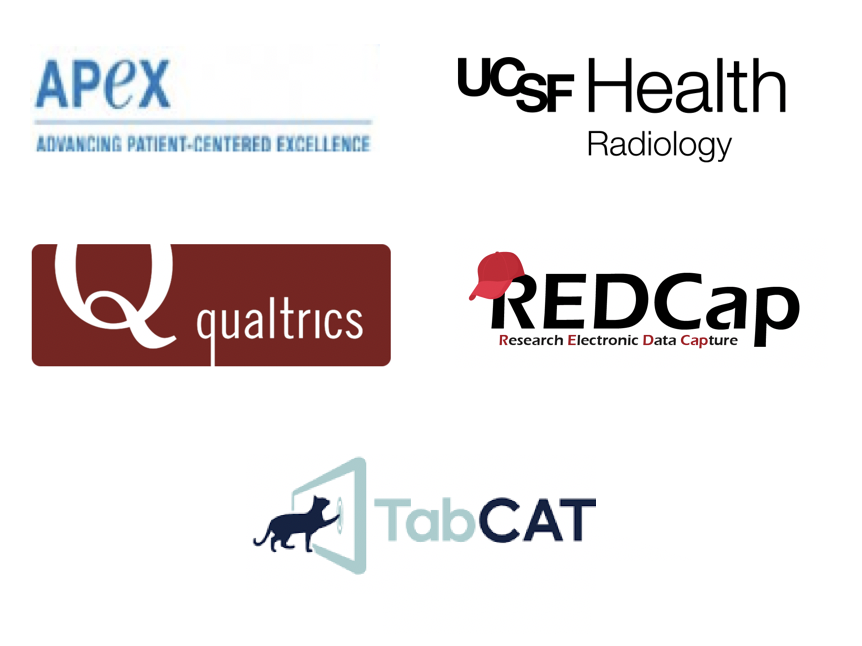 APeX
ADVANCING PATIENT-CENTERED EXCELLENCE
UCSF Health
Radiology
Q qualtrics
REDCap
Research Electronic Data Capture
TabCAT